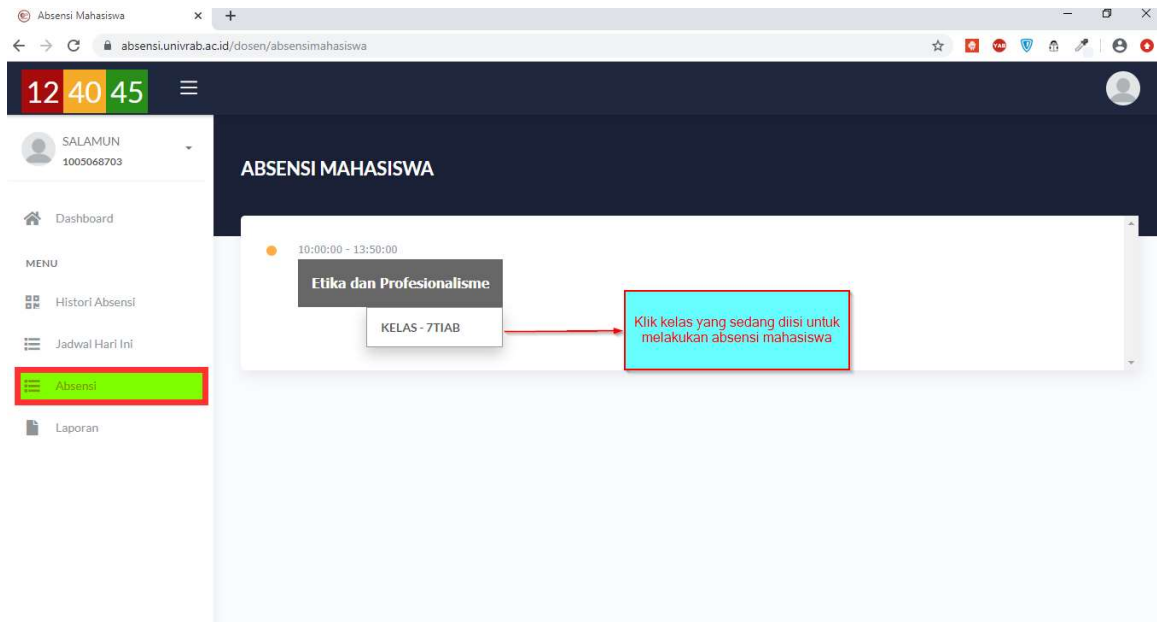 Absensi Mahasiswa
absensi.univrab.ac.id/dosen/absensimahasiswa
YAB
12 40 45
SALAMUN
1005068703
ABSENSI MAHASISWA
Dashboard
MENU
Histori Absensi
Jadwal Hari Ini
Absensi
Laporan
10:00:00 - 13:50:00
Etika dan Profesionalisme
KELAS - 7TIAB
Klik kelas yang sedang diisi untuk
melakukan absensi mahasiswa